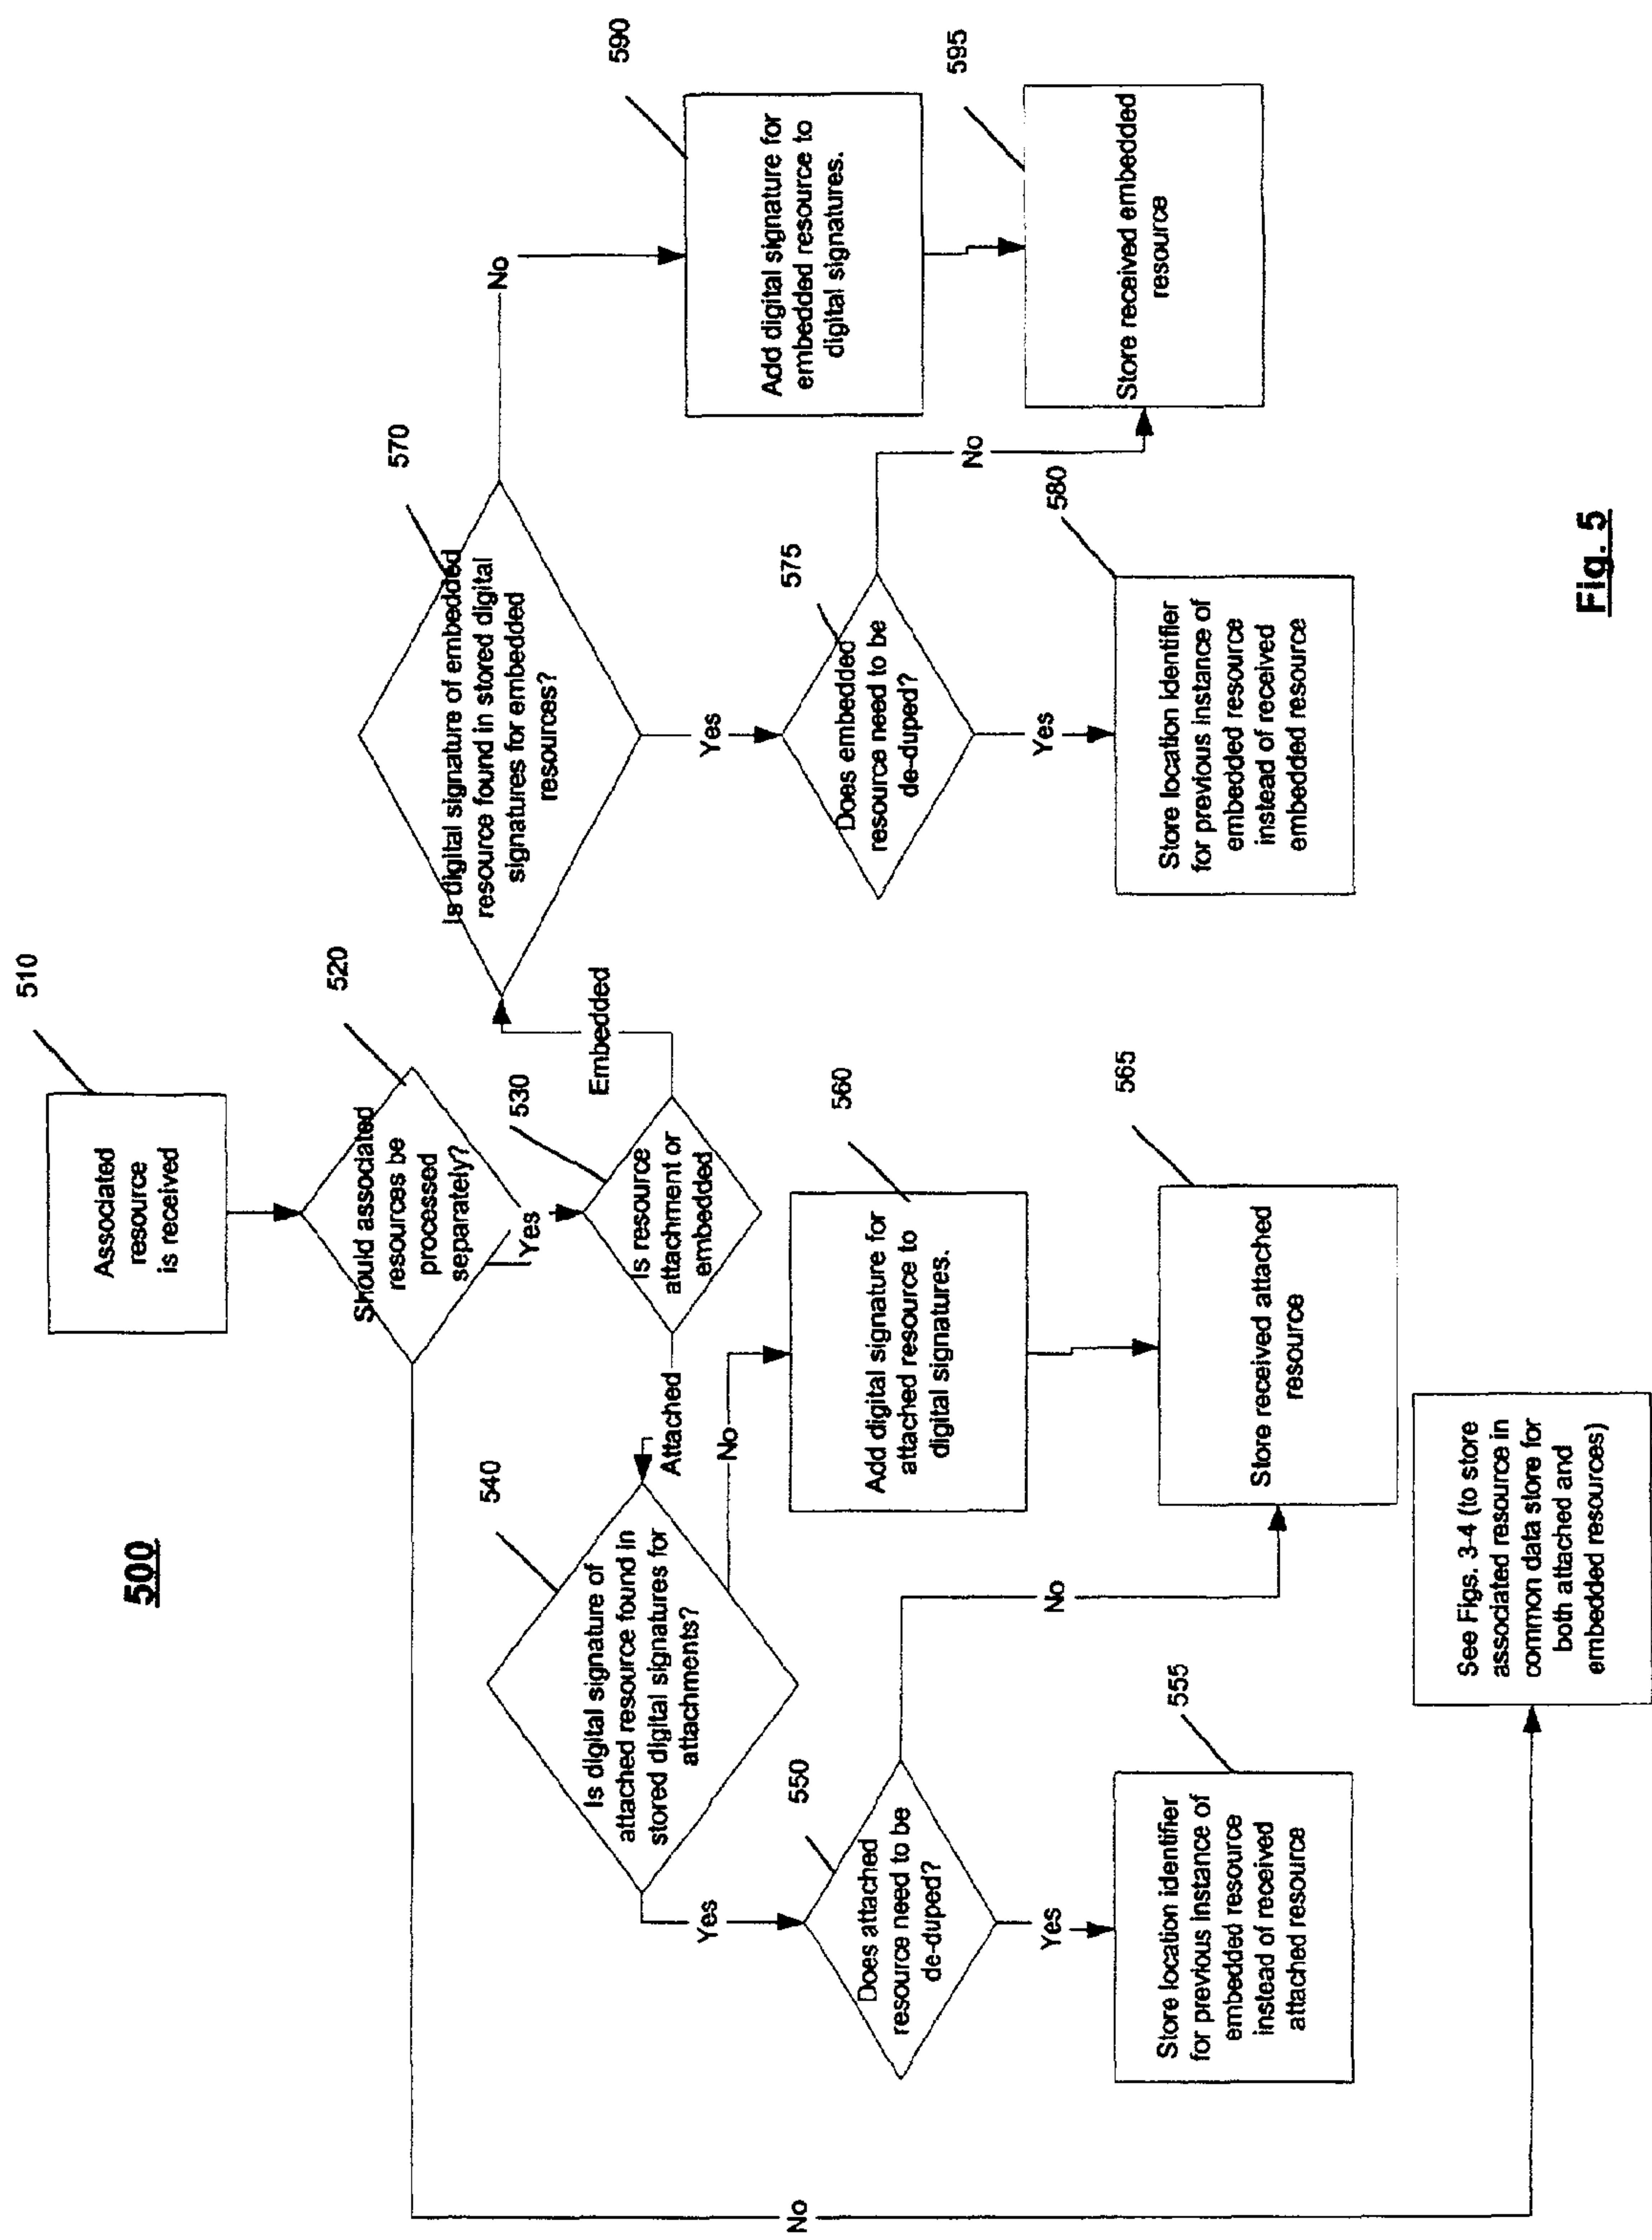 500
510
Associated
resource
is received
520
Should associated
resources be
processed
separately?
Yes
No
530
Is resource
attachment or
embedded
Embedded
Attached
540
Is digital signature of
attached resource found in
stored digital signatures for
attachments?
Yes
No
550
Does attached
resource need to be
de-duped?
Yes
No
555
Store location identifier
for previous instance of
embedded resource
instead of received
attached resource
560
Add digital signature for
attached resource to
digital signatures.
565
Store received attached
resource
See Figs. 3-4 (to store
associated resource in
common data store for
both attached and
embedded resources)
570
Is digital signature of embedded
resource found in stored digital
signatures for embedded
resources?
Yes
No
575
Does embedded
resource need to be
de-duped?
Yes
No
580
Store location identifier
for previous instance of
embedded resource
instead of received
embedded resource
590
Add digital signature for
embedded resource to
digital signatures.
595
Store received embedded
resource
Fig. 5